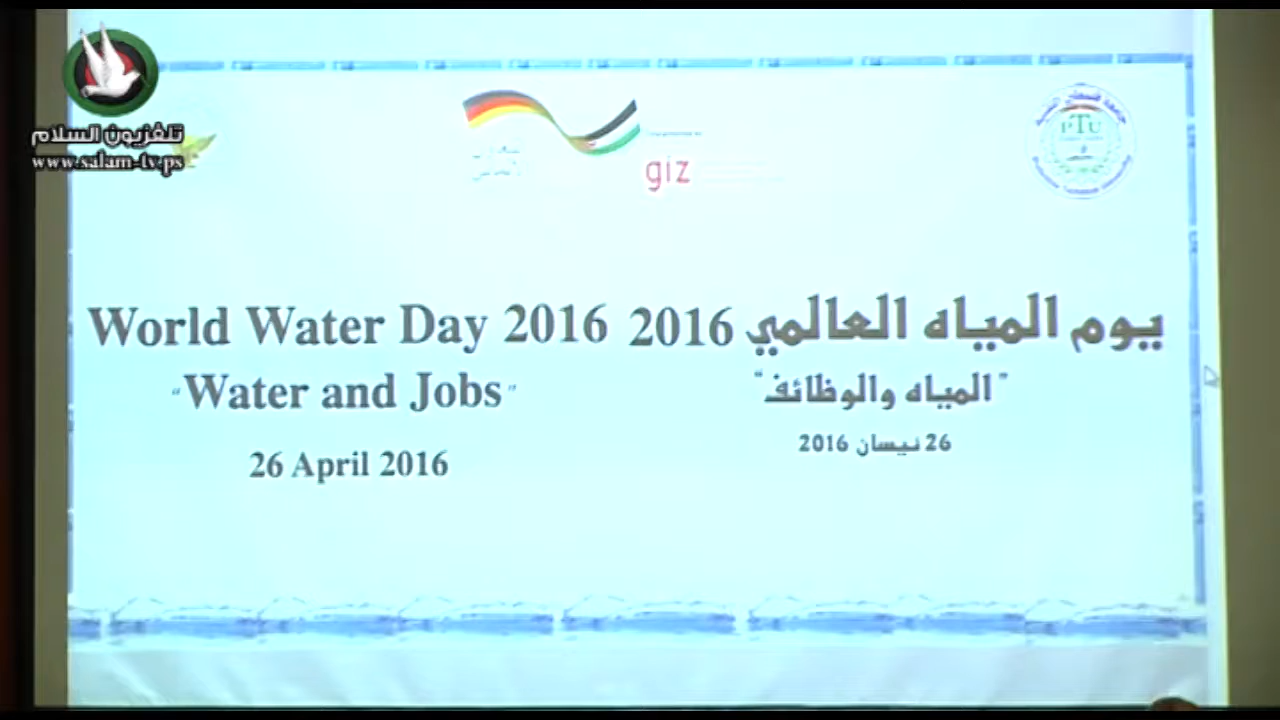 تلفزيون السلام
www.salam-tv.ps
giz
PTU
World Water Day 2016
"Water and Jobs"
26 April 2016
يوم المياه العالمي 2016
"المياه والوظائف"
26 نيسان 2016